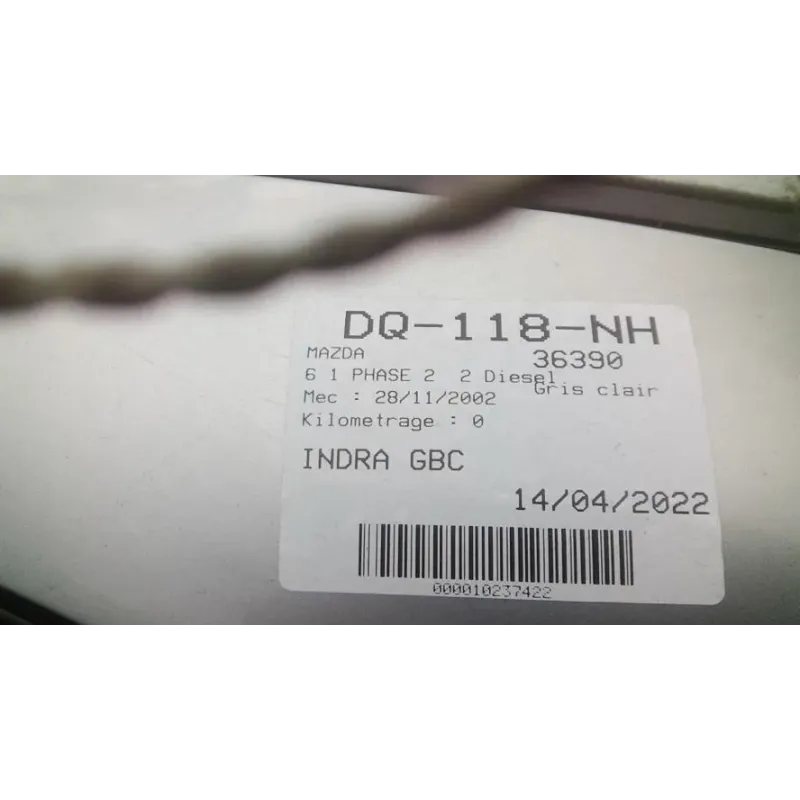 DQ-118-NH
MAZDA 36390
6 1 PHASE 2 2 Diesel
Gris clair
Mec : 28/11/2002
Kilometrage : 0
INDRA GBC
14/04/2022
000010237422